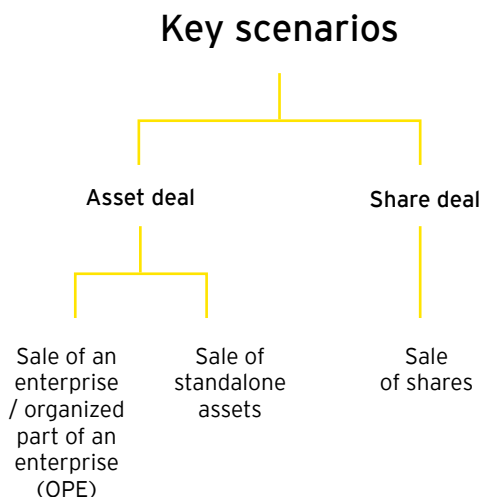 Key scenarios
Asset deal
Share deal
Sale of an
enterprise
/ organized
part of an
enterprise
(OPE)
Sale of
standalone
assets
Sale
of shares